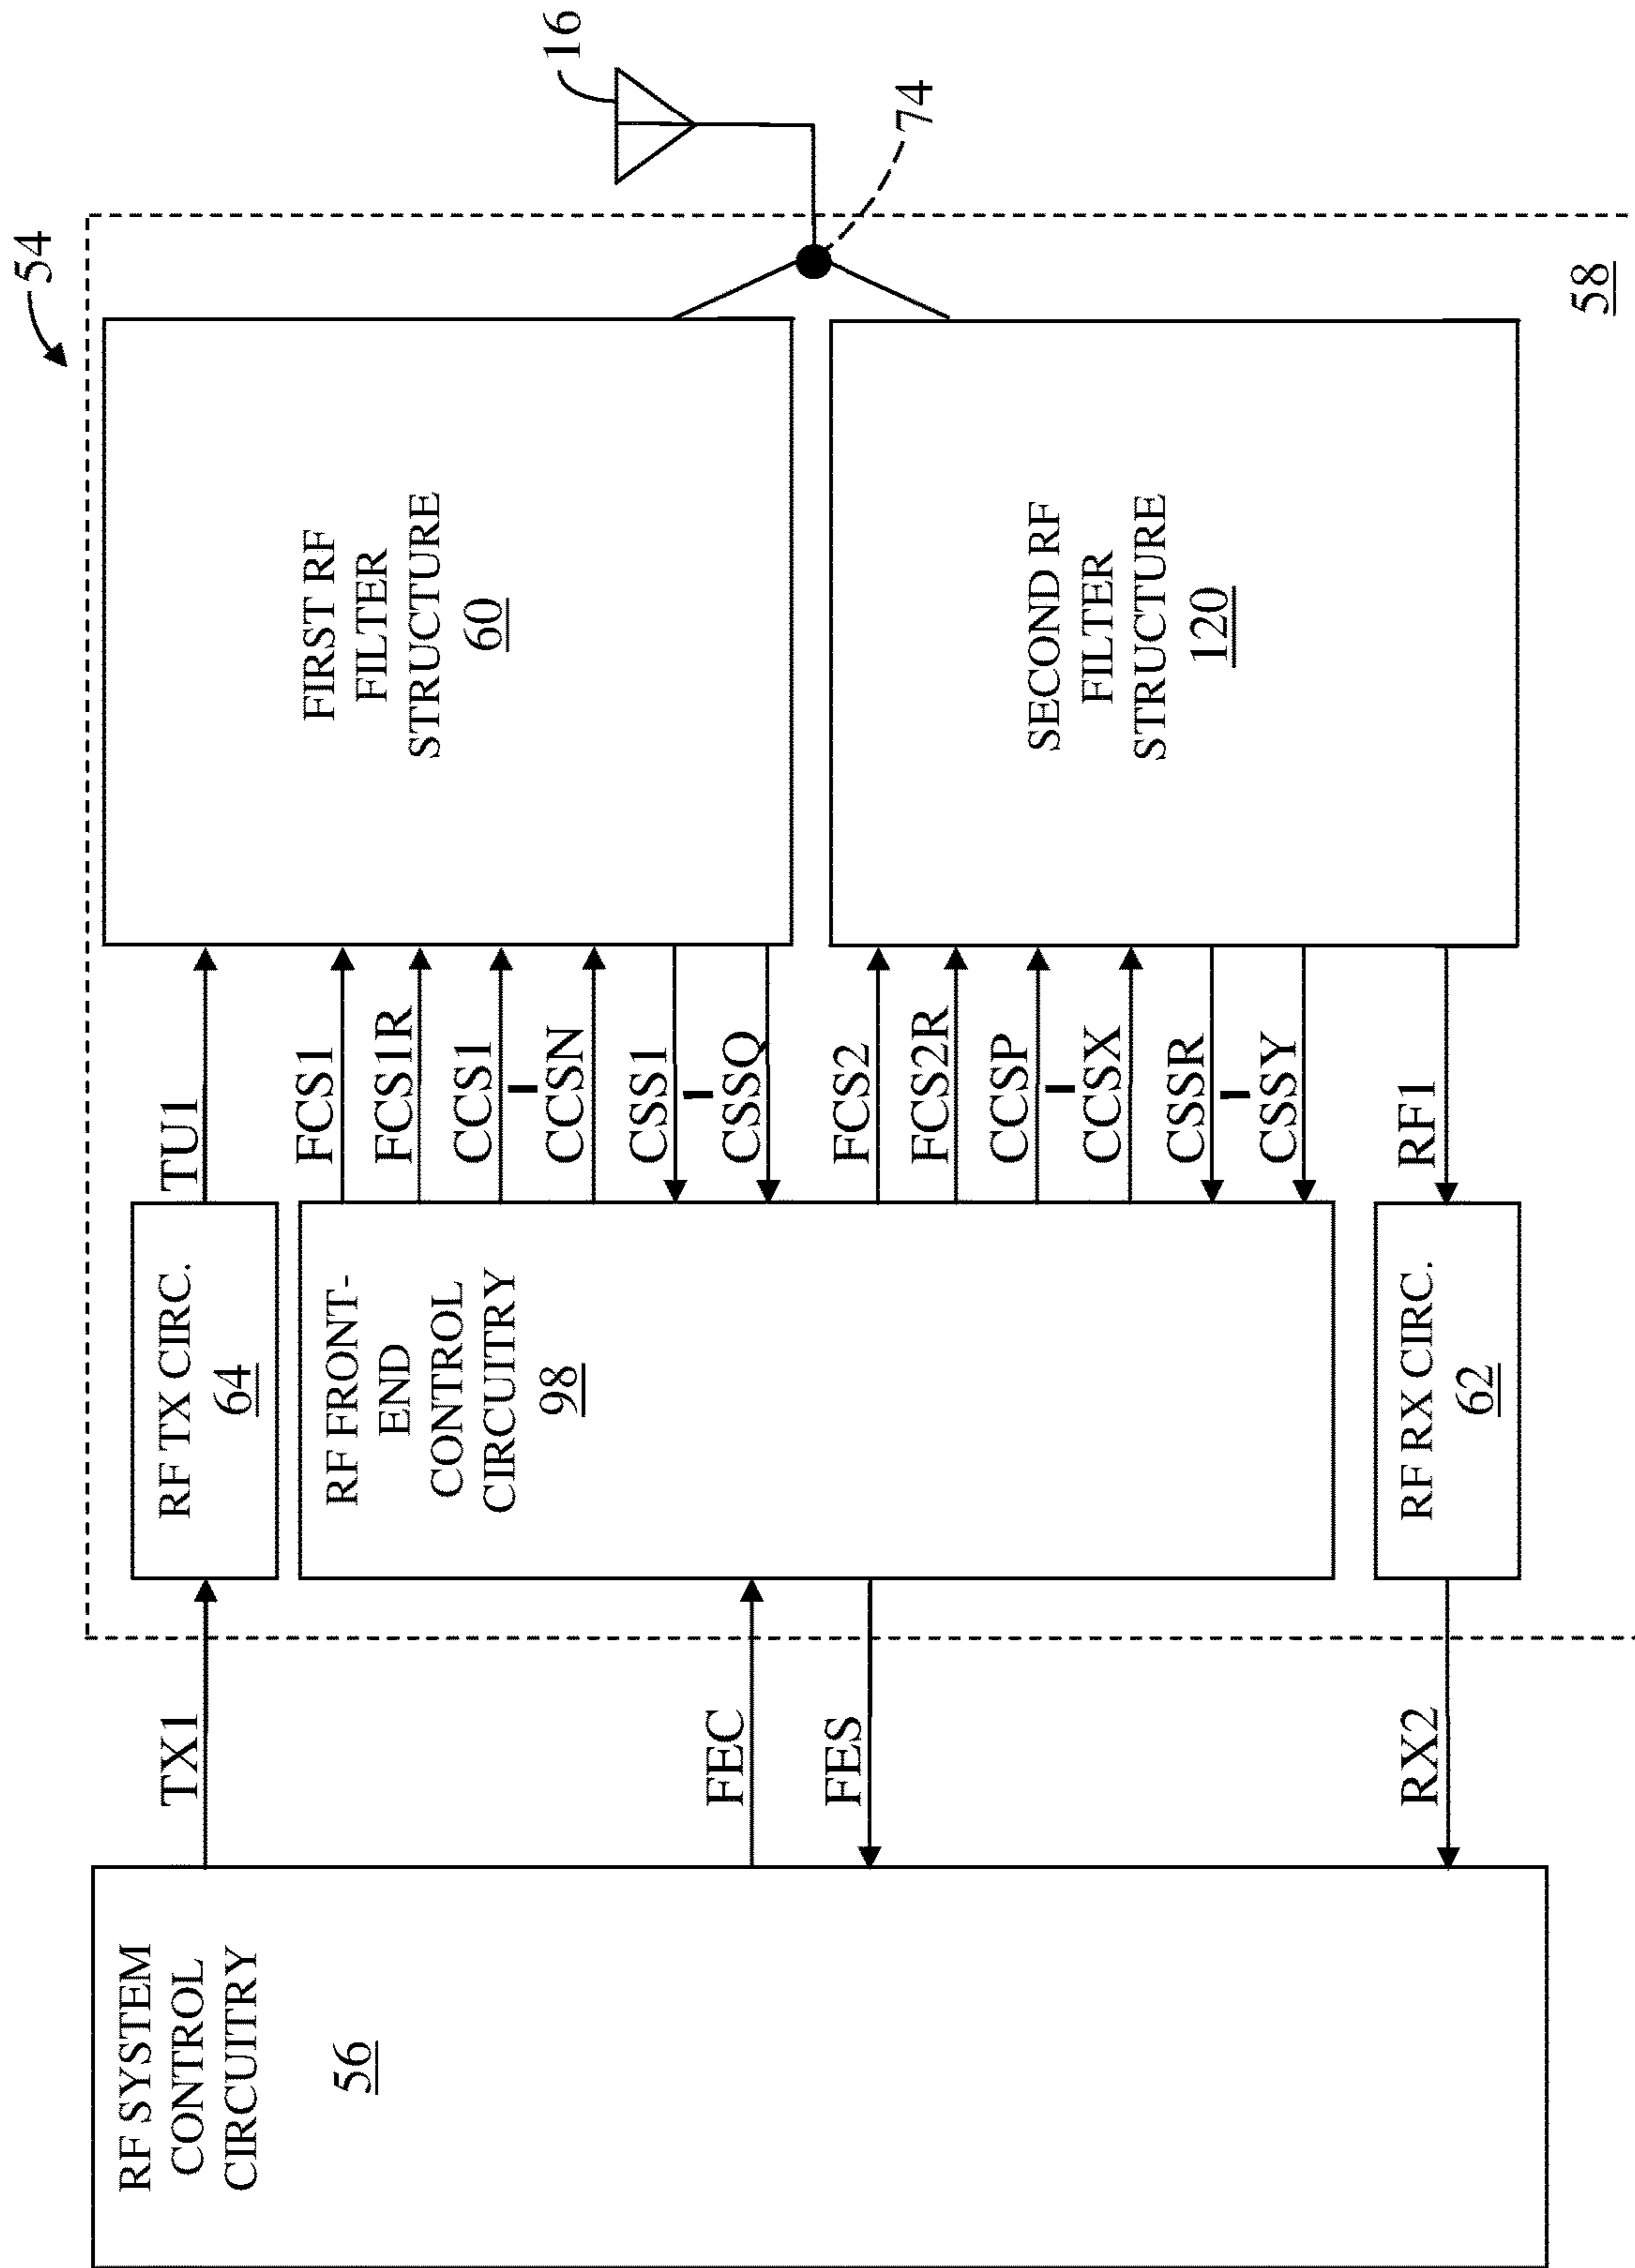 54
16
74
58
FIRST RF
FILTER
STRUCTURE
60
SECOND RF
FILTER
STRUCTURE
120
TU1
FCS1
FCS1R
CCS1
CCSN
CSS1
CSSQ
FCS2
FCS2R
CCSP
CCSX
CSSR
CSSY
RF1
RF TX CIRC.
64
RF FRONT-
END
CONTROL
CIRCUITRY
98
RF RX CIRC.
62
TX1
FEC
FES
RX2
RF SYSTEM
CONTROL
CIRCUITRY
56